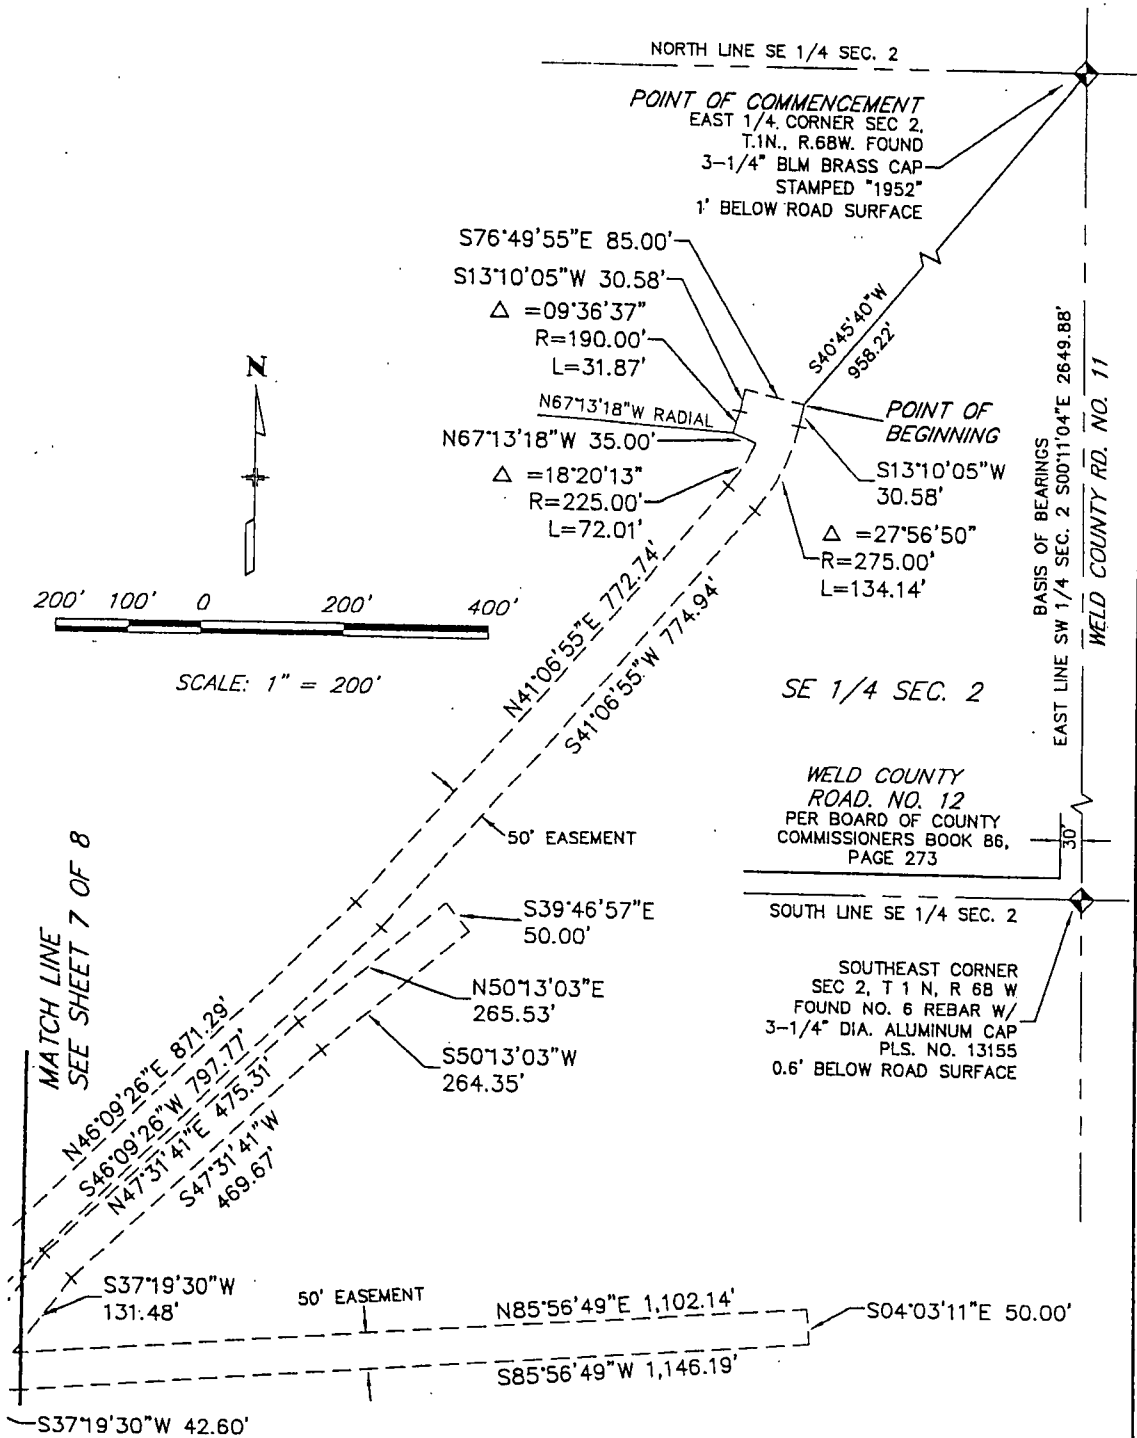 NORTH LINE SE 1/4 SEC. 2
POINT OF COMMENCEMENT
EAST 1/4. CORNER SEC 2,
T.1N., R.68W. FOUND
3-1/4" BLM BRASS CAP
STAMPED "1952"
1' BELOW ROAD SURFACE
S76°49'55"E 85.00'
S13°10'05"W 30.58'
Δ =09°36'37"
R=190.00'
L=31.87'
N67°13'18"W RADIAL
N67°13'18"W 35.00'
Δ =18°20'13"
R=225.00'
L=72.01'
S40°45'40"W
958.22'
POINT OF
BEGINNING
S13°10'05"W
30.58'
Δ =27°56'50"
R=275.00'
L=134.14'
BASIS OF BEARINGS
EAST LINE SW 1/4 SEC. 2 S00°11'04"E 2649.88'
WELD COUNTY RD. NO. 11
N
200' 100' 0 200' 400'
SCALE: 1" = 200'
N41°06'55"E 772.74'
S41°06'55"W 774.94'
SE 1/4 SEC. 2
WELD COUNTY
ROAD. NO. 12
PER BOARD OF COUNTY
COMMISSIONERS BOOK 86,
PAGE 273
30'
50' EASEMENT
SOUTH LINE SE 1/4 SEC. 2
MATCH LINE
SEE SHEET 7 OF 8
S39°46'57"E
50.00'
N50°13'03"E
265.53'
S50°13'03"W
264.35'
SOUTHEAST CORNER
SEC 2, T 1 N, R 68 W
FOUND NO. 6 REBAR W/
3-1/4" DIA. ALUMINUM CAP
PLS. NO. 13155
0.6' BELOW ROAD SURFACE
N46°09'26"E 871.29'
S46°09'26"W 797.77'
N47°31'41"E 475.31'
S47°31'41"W
469.67'
S37°19'30"W
131.48'
50' EASEMENT
N85°56'49"E 1,102.14'
S04°03'11"E 50.00'
S85°56'49"W 1,146.19'
S37°19'30"W 42.60'